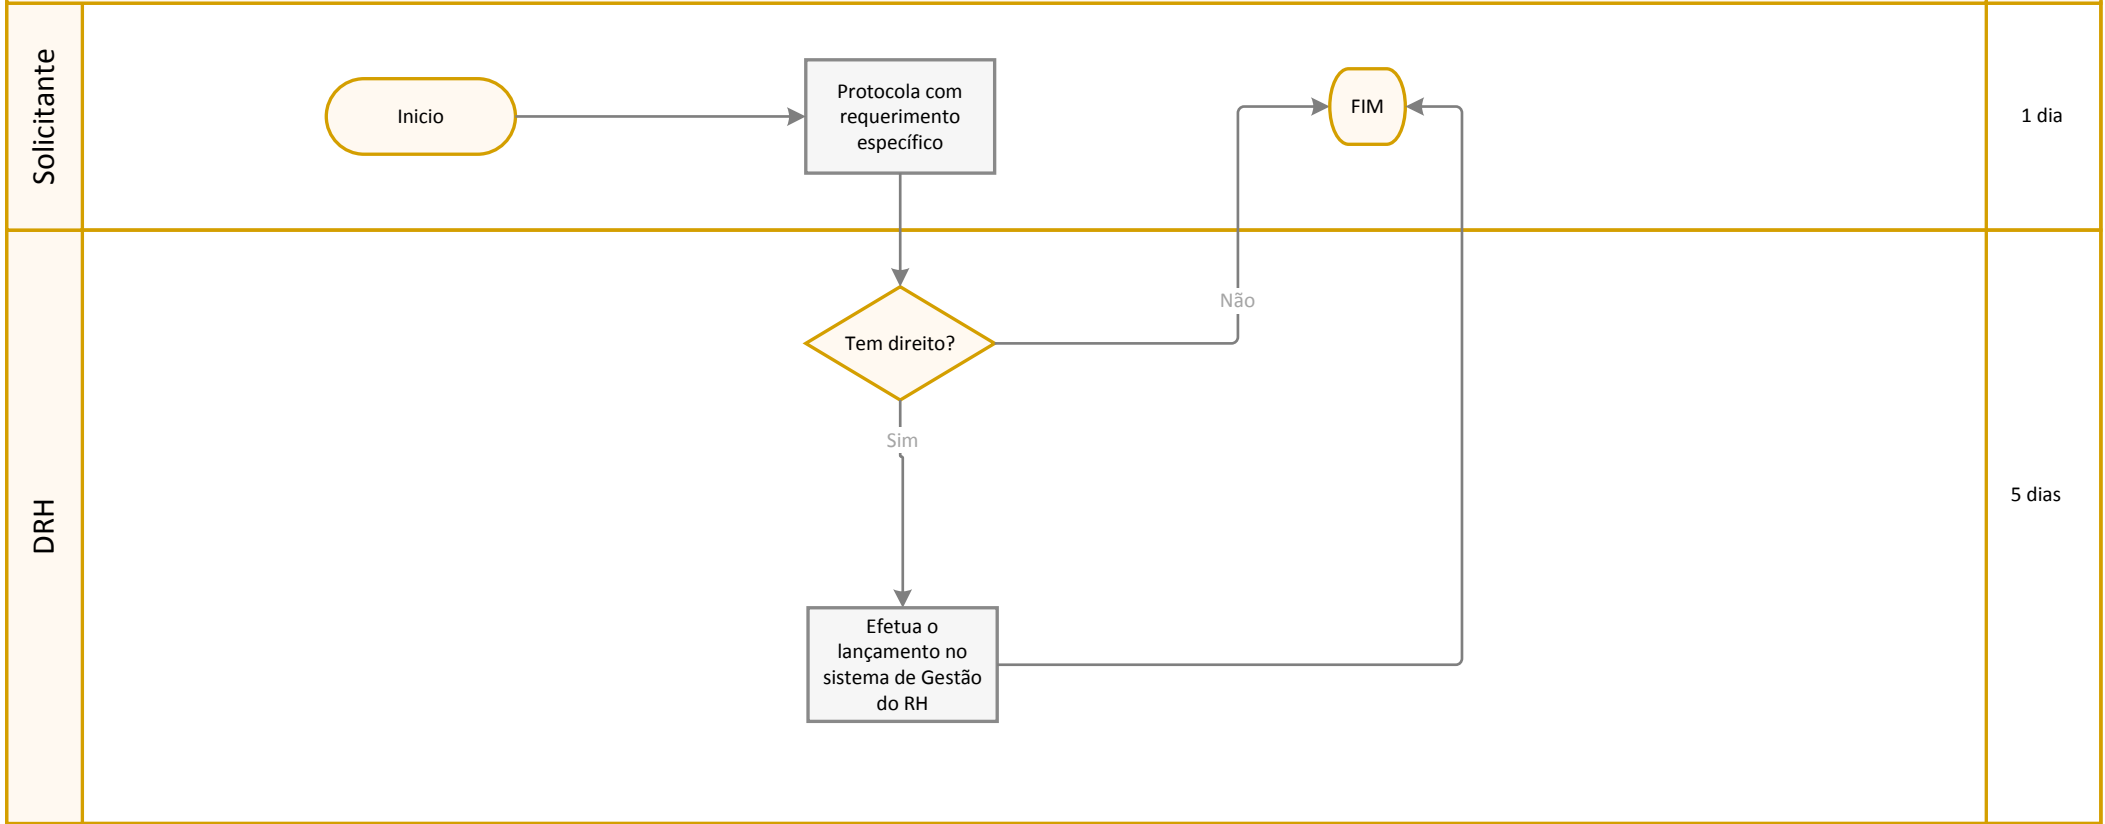 Solicitante
Inicio
Protocola com
requerimento
específico
FIM
1 dia
DRH
Tem direito?
Não
Sim
Efetua o
lançamento no
sistema de Gestão
do RH
5 dias